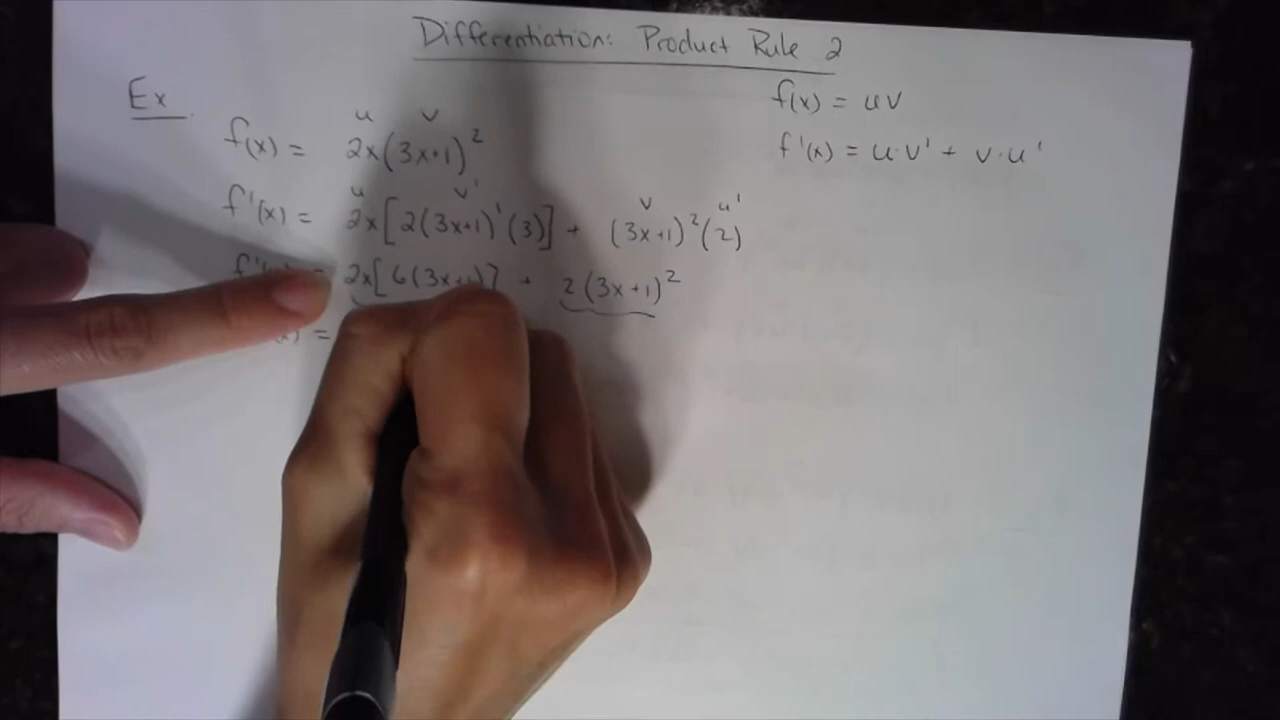 Differentiation: Product Rule 2
Ex
f(x) = uv
f'(x) = u·v' + v·u'
u v
f(x) = 2x(3x+1)²
u v' v u'
f'(x) = 2x[2(3x+1)'(3)] + (3x+1)²(2)
2x[6(3x+1)] + 2(3x+1)²
=